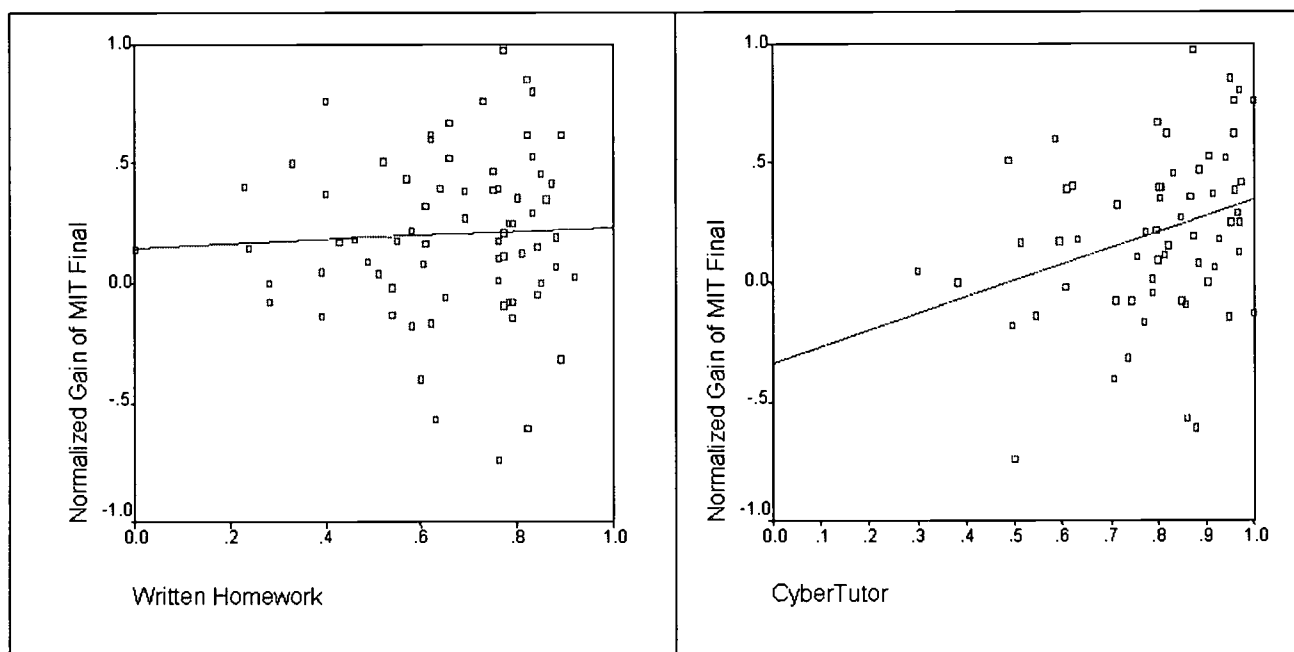 Normalized Gain of MIT Final
1.0
.5
0.0
-.5
-1.0
0.0 .2 .4 .6 .8 1.0
Written Homework
Normalized Gain of MIT Final
1.0
.5
0.0
-.5
-1.0
0.0 .1 .2 .3 .4 .5 .6 .7 .8 .9 1.0
CyberTutor